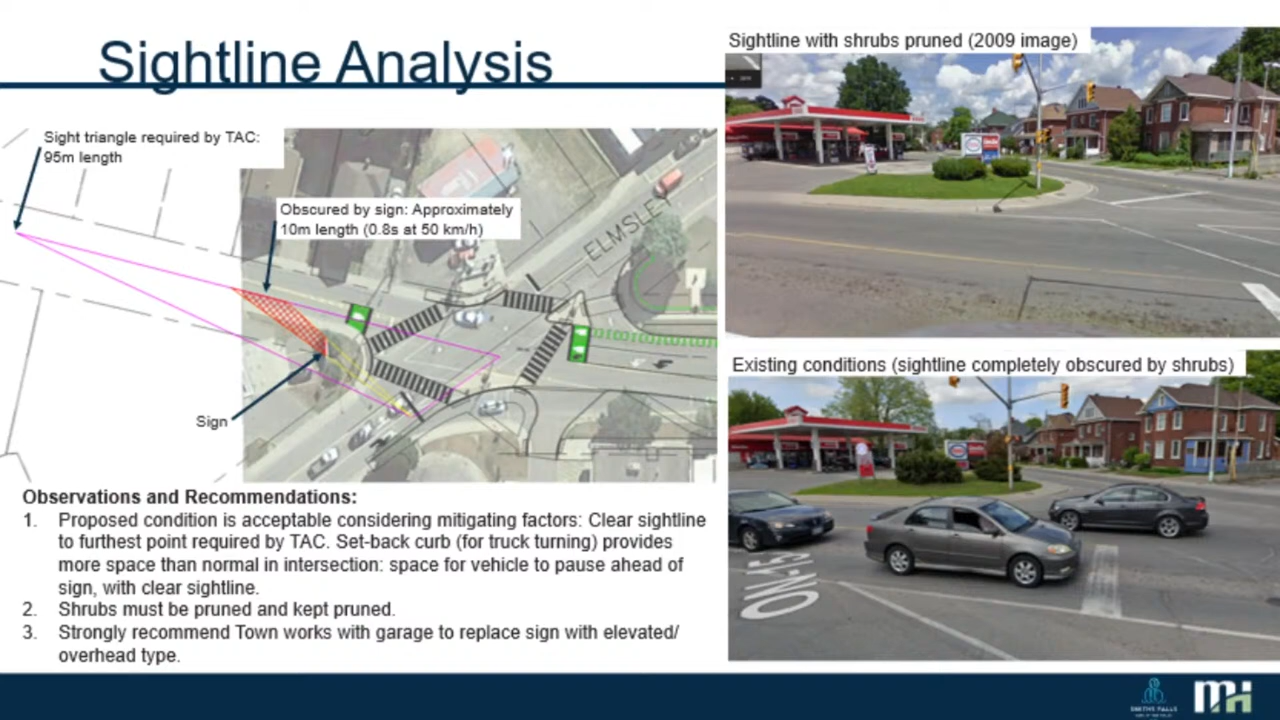 Sightline Analysis
Sight triangle required by TAC:
95m length
Obscured by sign: Approximately
10m length (0.8s at 50 km/h)
ELMSLEY
Sign
Observations and Recommendations:
1. Proposed condition is acceptable considering mitigating factors: Clear sightline
to furthest point required by TAC. Set-back curb (for truck turning) provides
more space than normal in intersection: space for vehicle to pause ahead of
sign, with clear sightline.
2. Shrubs must be pruned and kept pruned.
3. Strongly recommend Town works with garage to replace sign with elevated/
overhead type.
Sightline with shrubs pruned (2009 image)
Esso
Existing conditions (sightline completely obscured by shrubs)
ON-15
SMITHS FALLS
mh